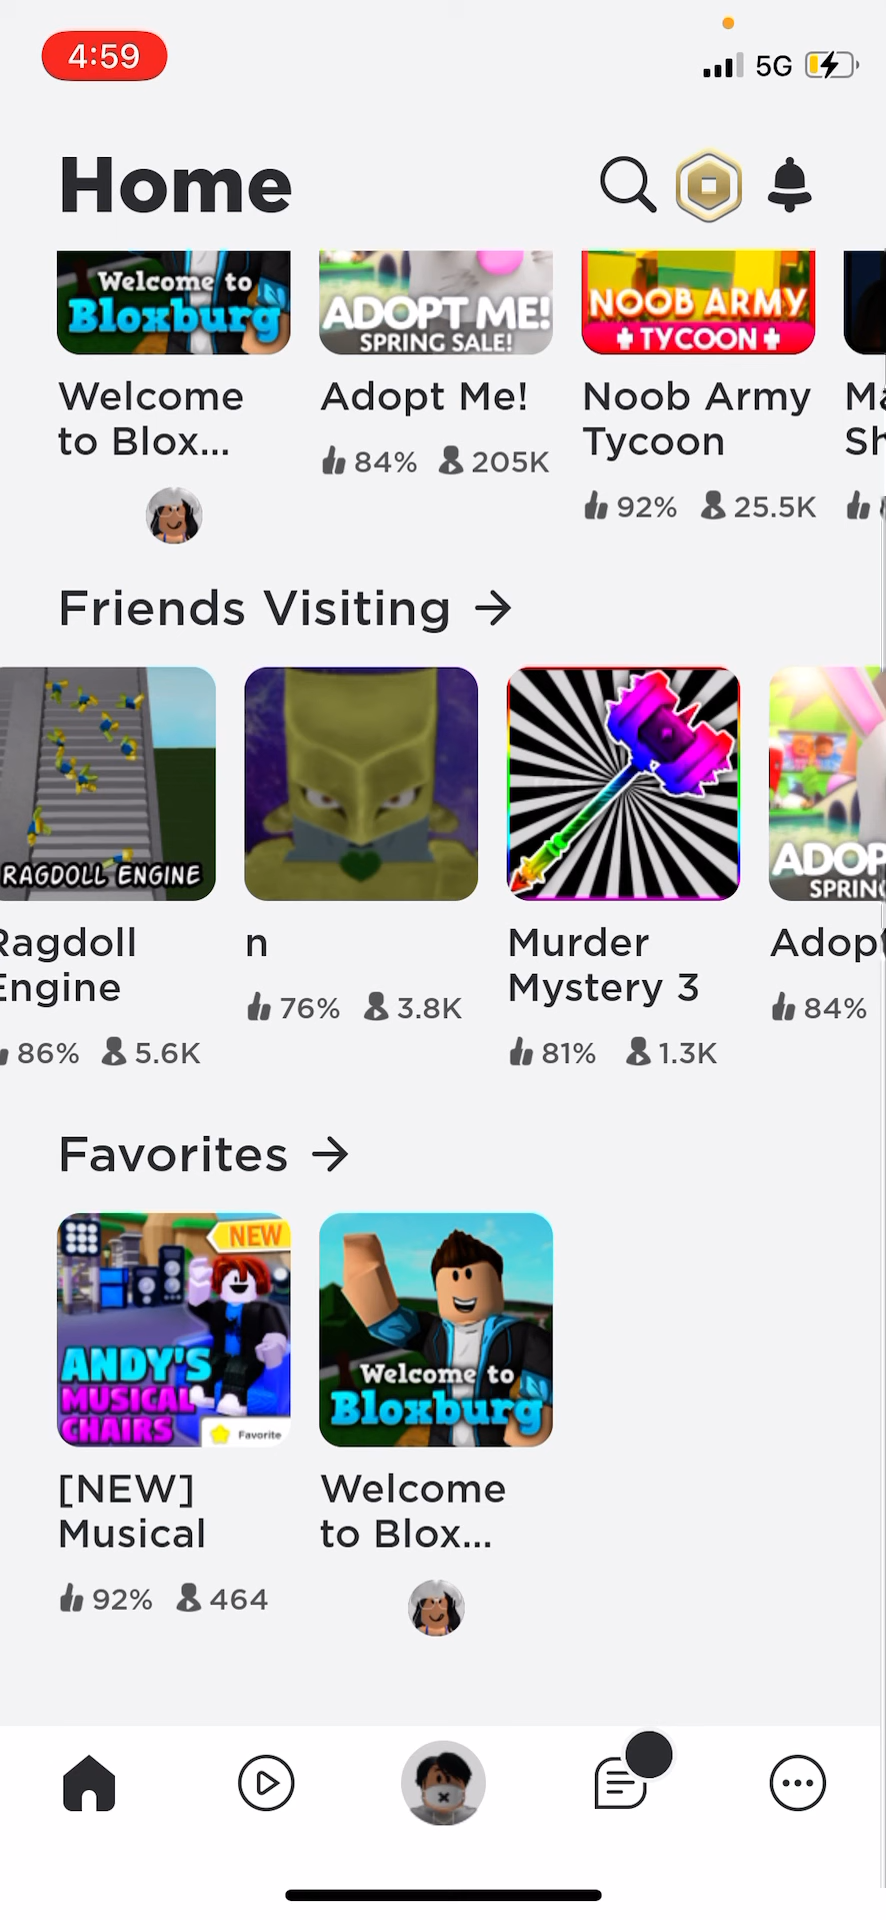 4:59
5G
Home
Welcome to
Bloxburg
ADOPT ME!
SPRING SALE!
NOOB ARMY
TYCOON
Welcome
to Blox...
Adopt Me!
84% 205K
Noob Army
Tycoon
92% 25.5K
Sh
Friends Visiting →
RAGDOLL ENGINE
ADOP
SPRING
Ragdoll
Engine
86% 5.6K
n
76% 3.8K
Murder
Mystery 3
81% 1.3K
Adopt
84%
Favorites →
NEW
ANDY'S
MUSICAL
CHAIRS
Favorite
Welcome to
Bloxburg
[NEW]
Musical
92% 464
Welcome
to Blox...